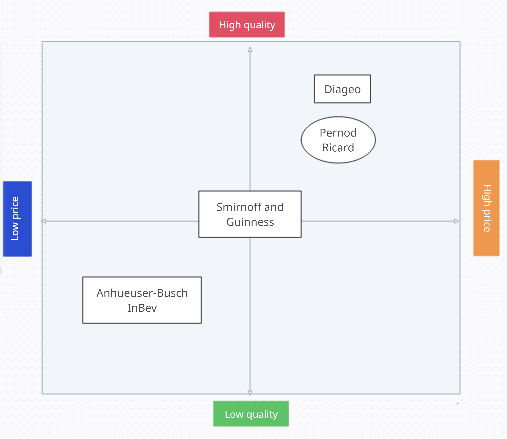 High quality
Diageo
Pernod
Ricard
Low price
High price
Smirnoff and
Guinness
Anhueuser-Busch
InBev
Low quality